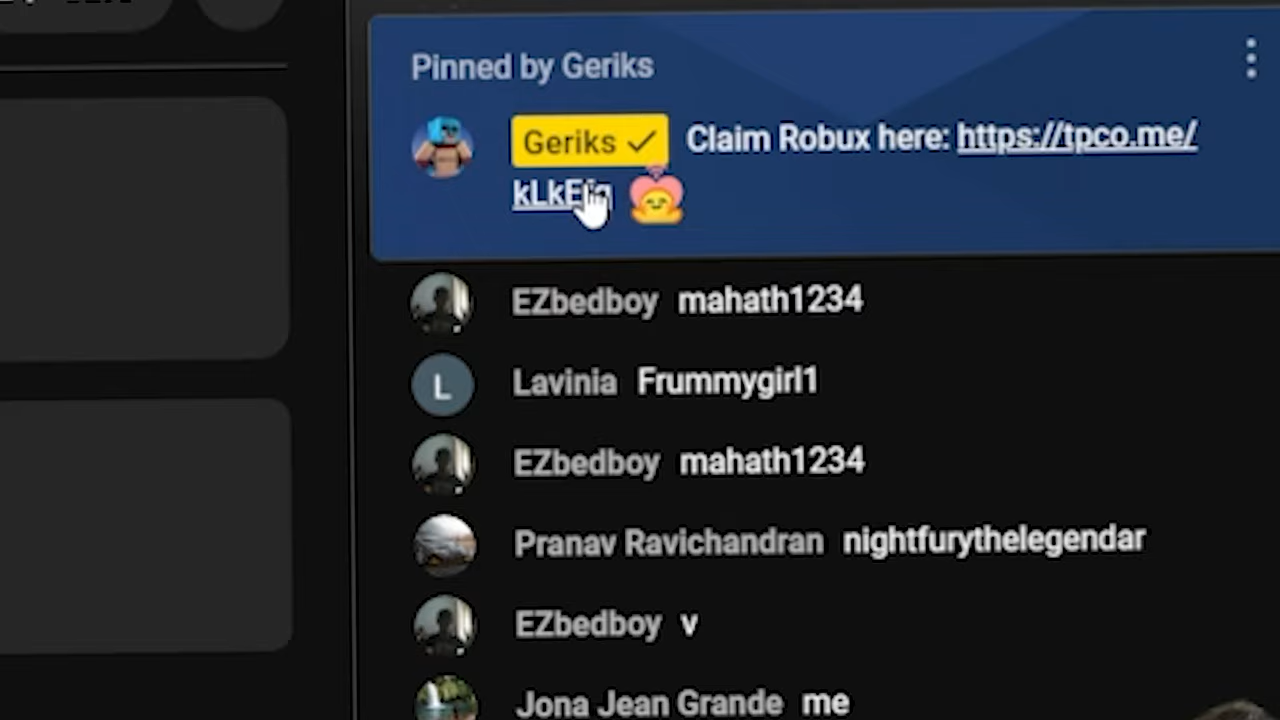 Pinned by Geriks
Geriks Claim Robux here: https://tpco.me/
EZbedboy mahath1234
L Lavinia Frummygirl1
EZbedboy mahath1234
Pranav Ravichandran nightfurythelegendar
EZbedboy v
Jona Jean Grande me